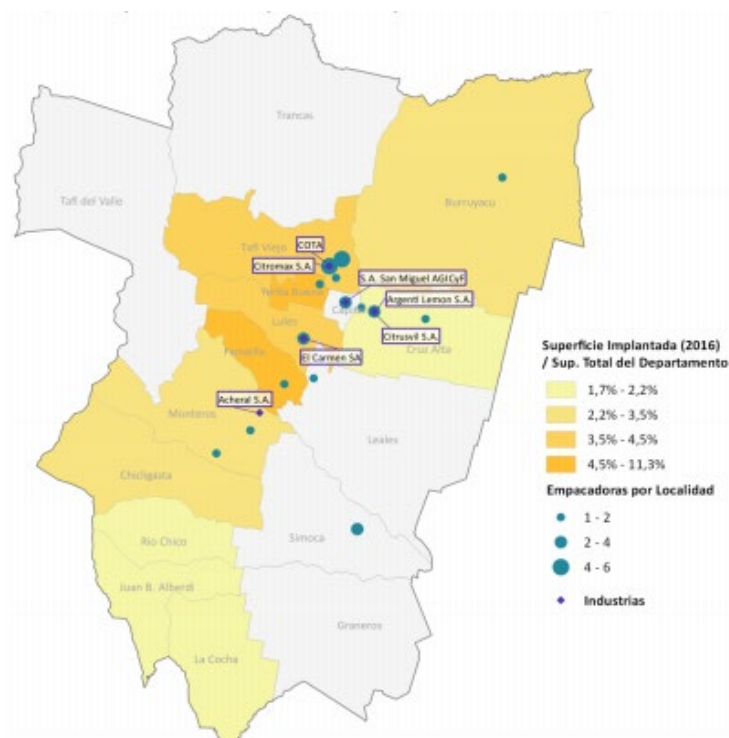 Trancas
Tafí del Valle
Burruyacú
Tafí Viejo
COTA
Citromax S.A.
Yerba Buena
S.A. San Miguel AGICyF
Capital
Argenti Lemon S.A.
Lules
Citrusvil S.A.
Cruz Alta
Famaillá
El Carmen SA
Acheral S.A.
Monteros
Leales
Chicligasta
Río Chico
Simoca
Juan B. Alberdi
Graneros
La Cocha
Superficie Implantada (2016)
/ Sup. Total del Departamento
1,7% - 2,2%
2,2% - 3,5%
3,5% - 4,5%
4,5% - 11,3%
Empacadoras por Localidad
1 - 2
2 - 4
4 - 6
Industrias